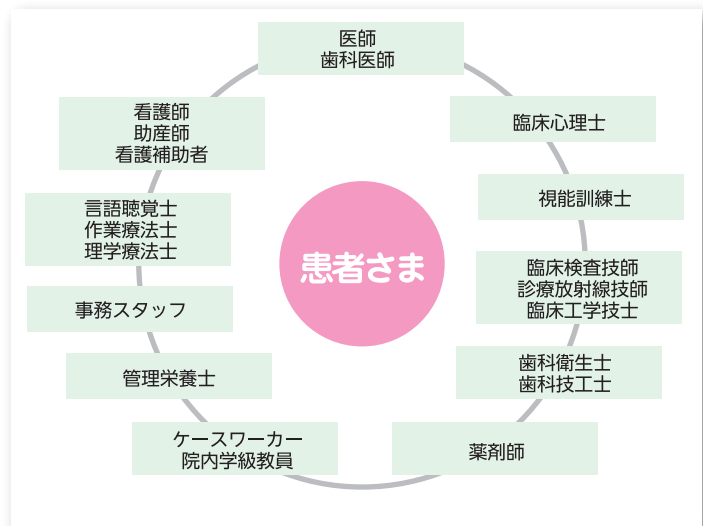 医師
歯科医師
看護師
助産師
看護補助者
臨床心理士
言語聴覚士
作業療法士
理学療法士
視能訓練士
患者さま
臨床検査技師
診療放射線技師
臨床工学技士
事務スタッフ
歯科衛生士
歯科技工士
管理栄養士
ケースワーカー
院内学級教員
薬剤師